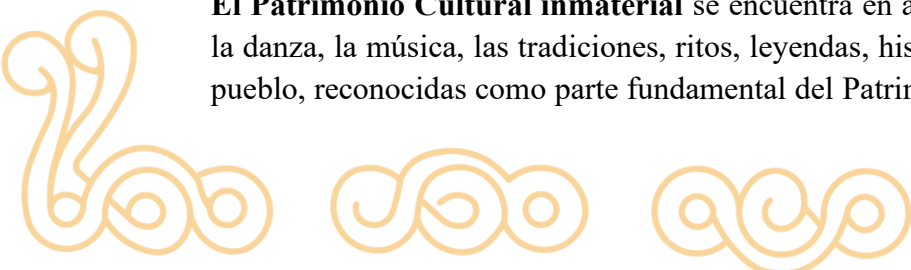 El Patrimonio Cultural inmaterial se encuentra en
la danza, la música, las tradiciones, ritos, leyendas,
pueblo, reconocidas como parte fundamental del